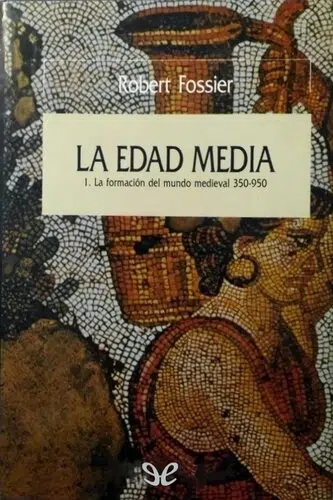 Robert Fossier
LA EDAD MEDIA
1. La formación del mundo medieval 350-950